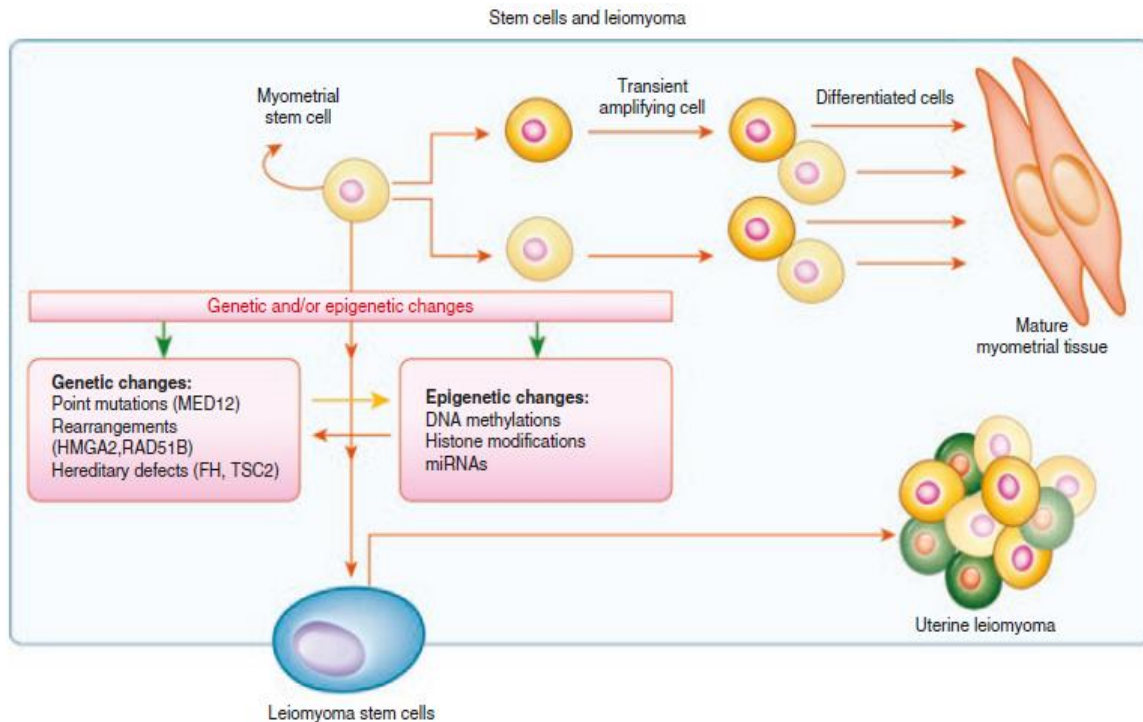 Stem cells and leiomyoma
Myometrial
stem cell
Transient
amplifying cell
Differentiated cells
Mature
myometrial tissue
Genetic and/or epigenetic changes
Genetic changes:
Point mutations (MED12)
Rearrangements
(HMGA2,RAD51B)
Hereditary defects (FH, TSC2)
Epigenetic changes:
DNA methylations
Histone modifications
miRNAs
Uterine leiomyoma
Leiomyoma stem cells